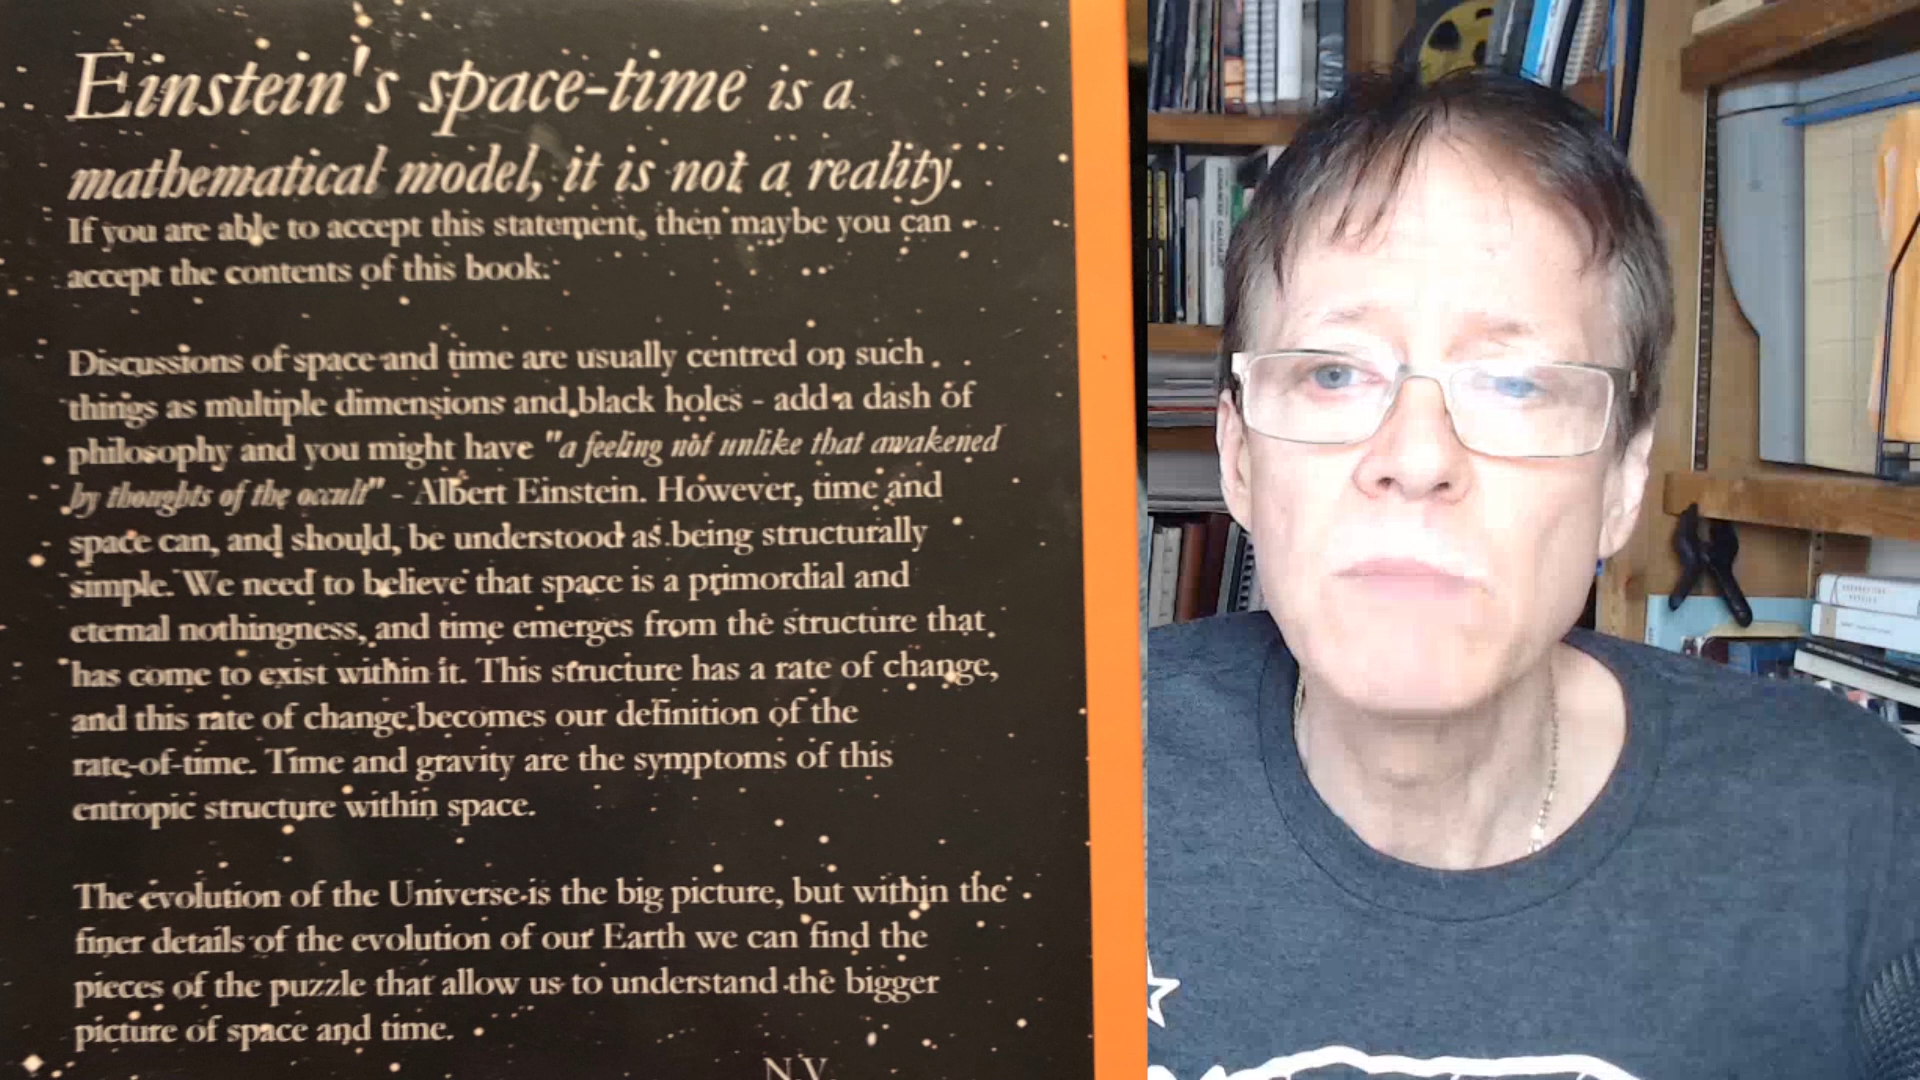 Einstein's space-time is a
mathematical model, it is not a reality.
If you are able to accept this statement, then maybe you can
accept the contents of this book.
Discussions of space and time are usually centred on such
things as multiple dimensions and black holes - add a dash of
philosophy and you might have "a feeling not unlike that awakened
by thoughts of the occult" - Albert Einstein. However, time and
space can, and should, be understood as being structurally
simple. We need to believe that space is a primordial and
eternal nothingness, and time emerges from the structure that
has come to exist within it. This structure has a rate of change,
and this rate of change becomes our definition of the
rate-of-time. Time and gravity are the symptoms of this
entropic structure within space.
The evolution of the Universe is the big picture, but within the
finer details of the evolution of our Earth we can find the
pieces of the puzzle that allow us to understand the bigger
picture of space and time.
N.V.